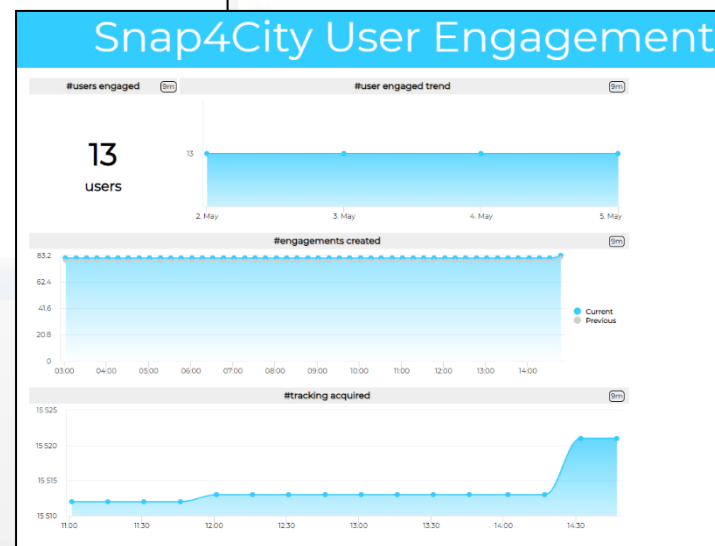 Snap4City User Engagement
#users engaged 9m #user engaged trend 9m
13
users
13
2. May 3. May 4. May 5. May
#engagements created 9m
83.2
62.4
41.6
20.8
0
03:00 04:00 05:00 06:00 07:00 08:00 09:00 10:00 11:00 12:00 13:00 14:00
Current
Previous
#tracking acquired 9m
15 525
15 520
15 515
15 510
11:00 11:30 12:00 12:30 13:00 13:30 14:00 14:30